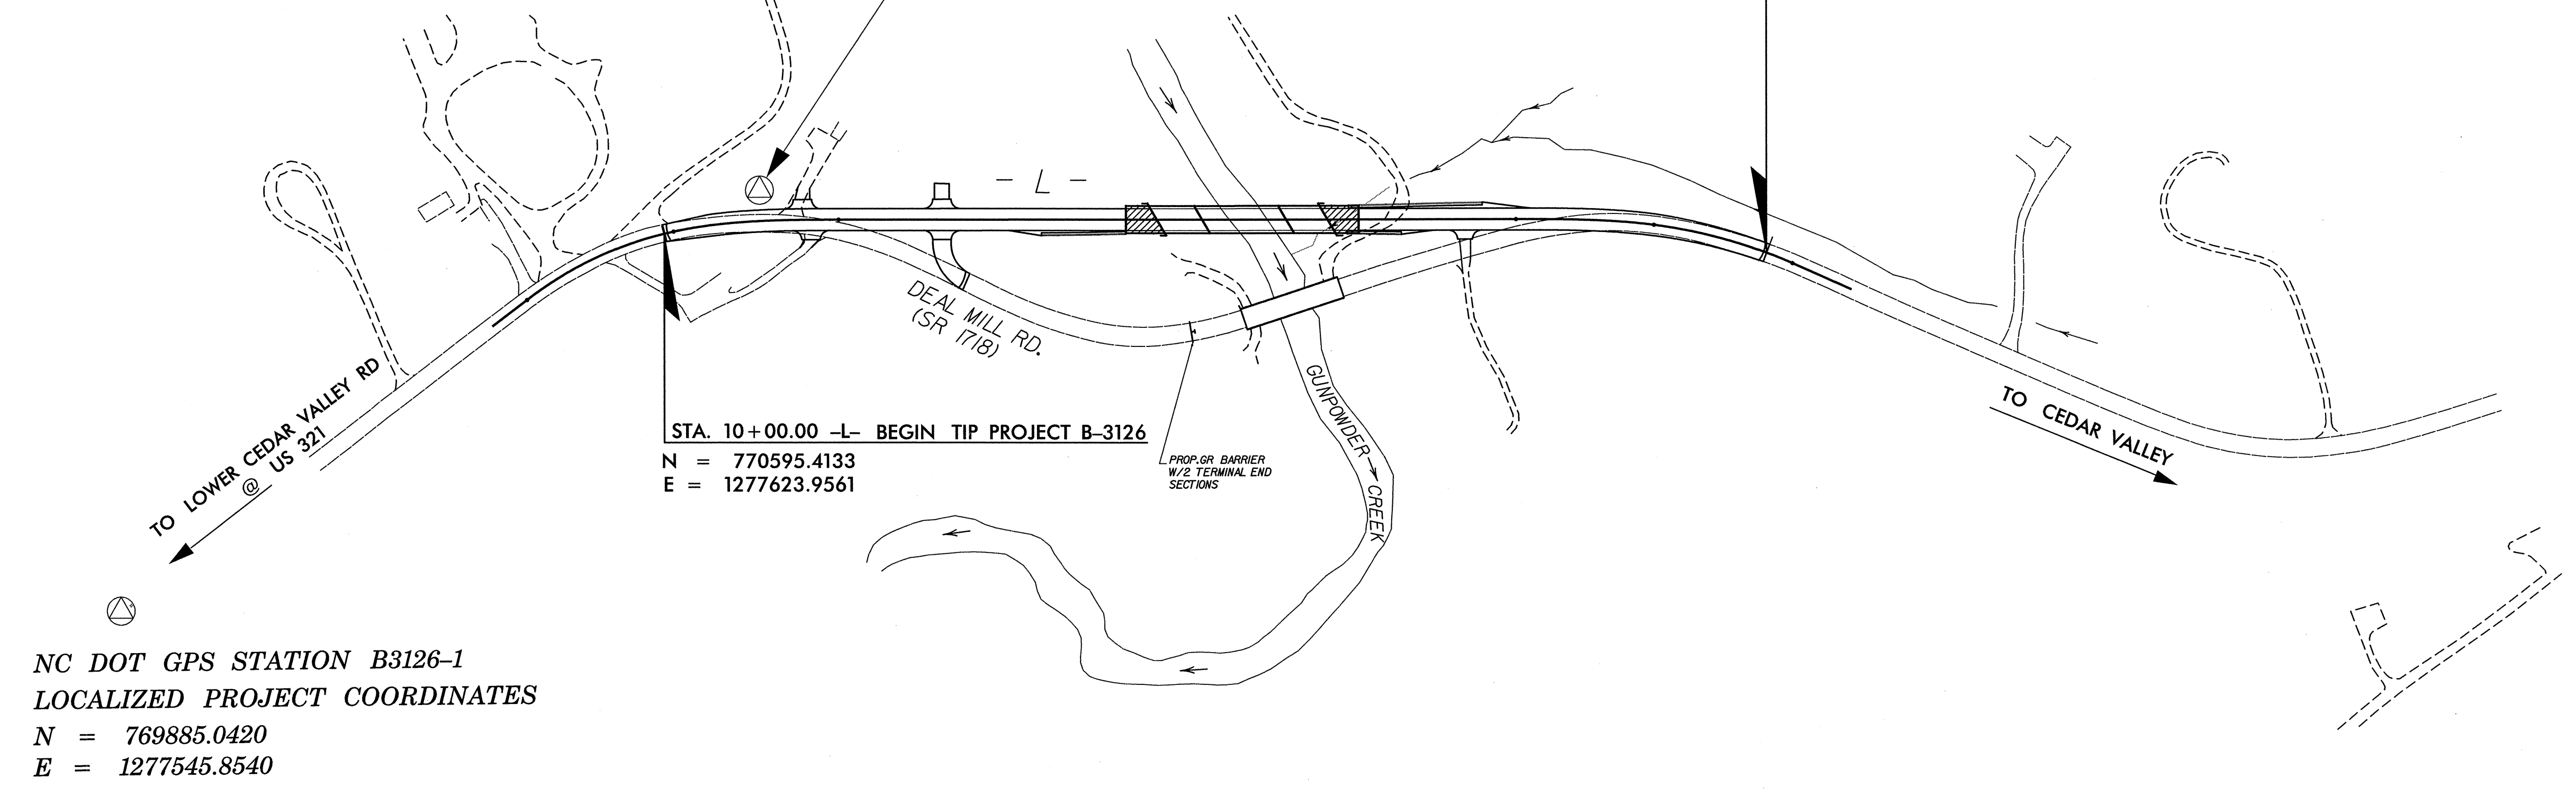 - L -
DEAL MILL RD.
(SR 1718)
TO LOWER CEDAR VALLEY RD
@ US 321
STA. 10+00.00 -L- BEGIN TIP PROJECT B-3126
N = 770595.4133
E = 1277623.9561
PROP.GR BARRIER
W/2 TERMINAL END
SECTIONS
GUNPOWDER CREEK
TO CEDAR VALLEY
NC DOT GPS STATION B3126-1
LOCALIZED PROJECT COORDINATES
N = 769885.0420
E = 1277545.8540